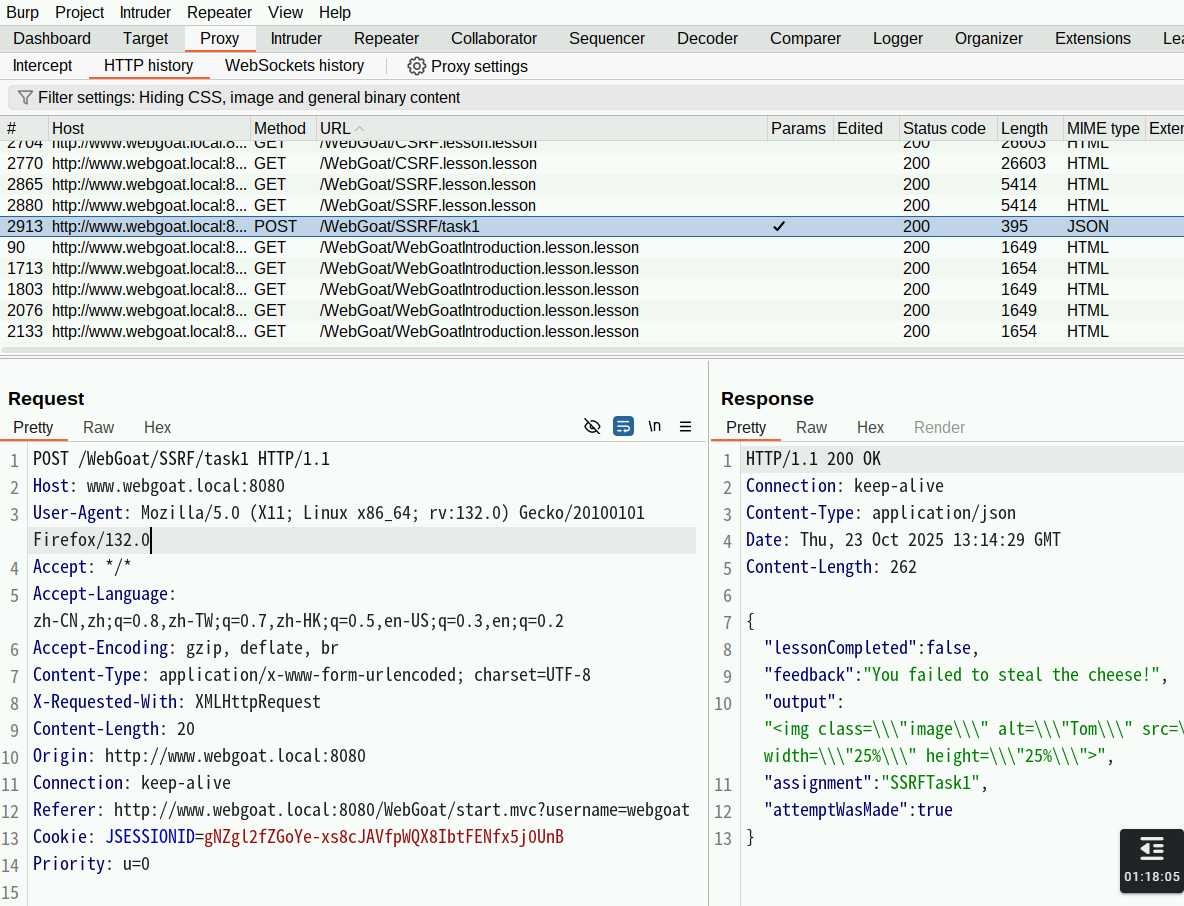 Burp Project Intruder Repeater View Help
Dashboard Target Proxy Intruder Repeater Collaborator Sequencer Decoder Comparer Logger Organizer Extensions Lea
Intercept HTTP history WebSockets history Proxy settings
Filter settings: Hiding CSS, image and general binary content
# Host Method URL Params Edited Status code Length MIME type Exten
2704 http://www.webgoat.local:8... GET /WebGoat/CSRF.lesson.lesson 200 26603 HTML
2770 http://www.webgoat.local:8... GET /WebGoat/CSRF.lesson.lesson 200 26603 HTML
2865 http://www.webgoat.local:8... GET /WebGoat/SSRF.lesson.lesson 200 5414 HTML
2880 http://www.webgoat.local:8... GET /WebGoat/SSRF.lesson.lesson 200 5414 HTML
2913 http://www.webgoat.local:8... POST /WebGoat/SSRF/task1 ✓ 200 395 JSON
90 http://www.webgoat.local:8... GET /WebGoat/WebGoatIntroduction.lesson.lesson 200 1649 HTML
1713 http://www.webgoat.local:8... GET /WebGoat/WebGoatIntroduction.lesson.lesson 200 1654 HTML
1803 http://www.webgoat.local:8... GET /WebGoat/WebGoatIntroduction.lesson.lesson 200 1649 HTML
2076 http://www.webgoat.local:8... GET /WebGoat/WebGoatIntroduction.lesson.lesson 200 1649 HTML
2133 http://www.webgoat.local:8... GET /WebGoat/WebGoatIntroduction.lesson.lesson 200 1654 HTML
Request
Pretty Raw Hex \n
1 POST /WebGoat/SSRF/task1 HTTP/1.1
2 Host: www.webgoat.local:8080
3 User-Agent: Mozilla/5.0 (X11; Linux x86_64; rv:132.0) Gecko/20100101
Firefox/132.0
4 Accept: */*
5 Accept-Language:
zh-CN,zh;q=0.8,zh-TW;q=0.7,zh-HK;q=0.5,en-US;q=0.3,en;q=0.2
6 Accept-Encoding: gzip, deflate, br
7 Content-Type: application/x-www-form-urlencoded; charset=UTF-8
8 X-Requested-With: XMLHttpRequest
9 Content-Length: 20
10 Origin: http://www.webgoat.local:8080
11 Connection: keep-alive
12 Referer: http://www.webgoat.local:8080/WebGoat/start.mvc?username=webgoat
13 Cookie: JSESSIONID=gNZgl2fZGoYe-xs8cJAVfpWQX8IbtFENfx5jOUnB
14 Priority: u=0
15
Response
Pretty Raw Hex Render
1 HTTP/1.1 200 OK
2 Connection: keep-alive
3 Content-Type: application/json
4 Date: Thu, 23 Oct 2025 13:14:29 GMT
5 Content-Length: 262
6
7 {
8 "lessonCompleted":false,
9 "feedback":"You failed to steal the cheese!",
10 "output":
"<img class=\\\"image\\\" alt=\\\"Tom\\\" src=\
width=\\\"25%\\\" height=\\\"25%\\\">",
11 "assignment":"SSRFTask1",
12 "attemptWasMade":true
13 }
01:18:05